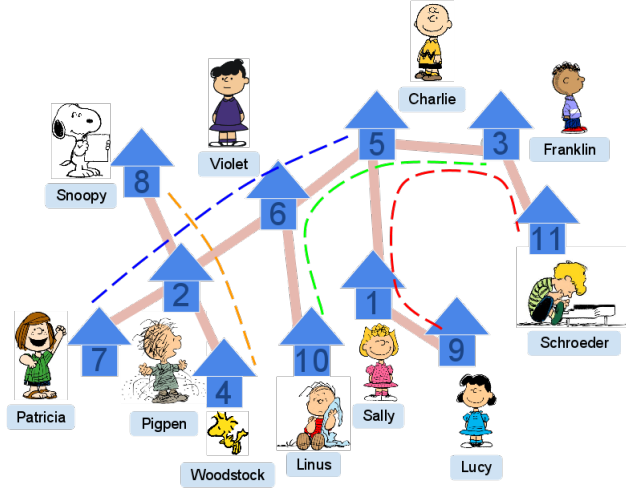 Charlie
5
3
Franklin
Violet
Snoopy
8
6
11
2
1
Schroeder
7
4
10
9
Patricia
Pigpen
Woodstock
Linus
Sally
Lucy